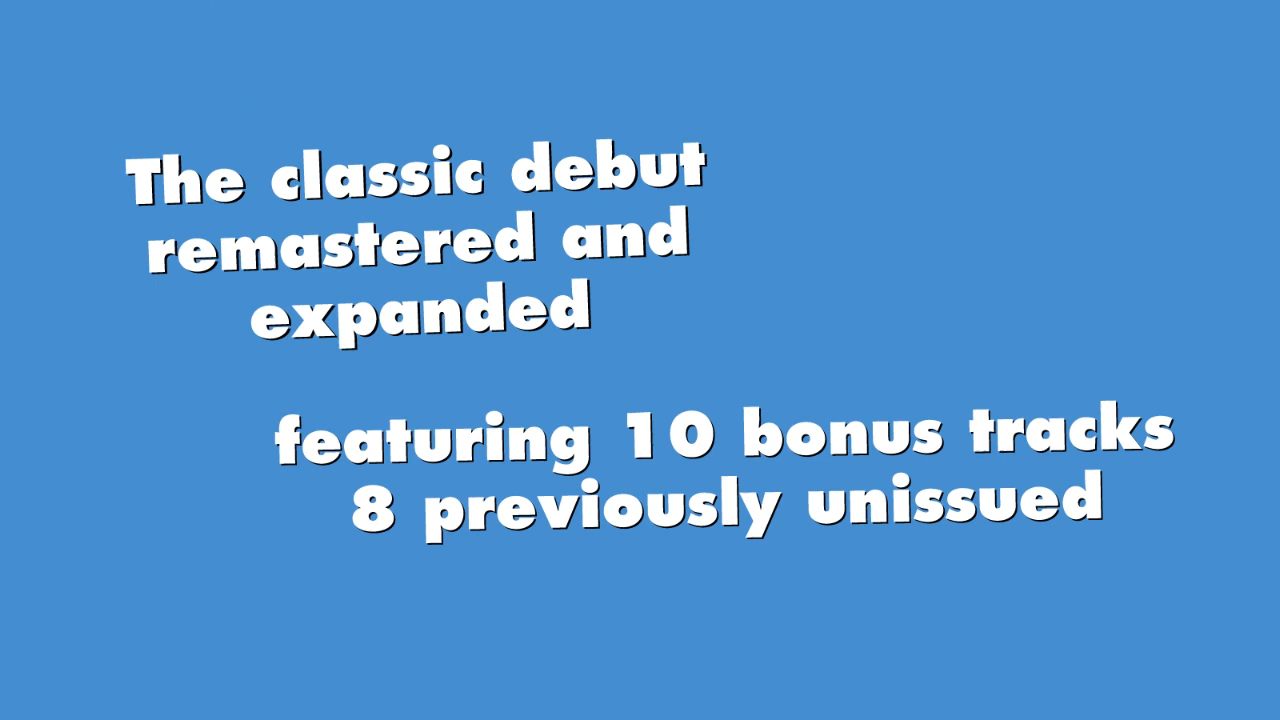 The classic debut
remastered and
expanded
featuring 10 bonus tracks
8 previously unissued